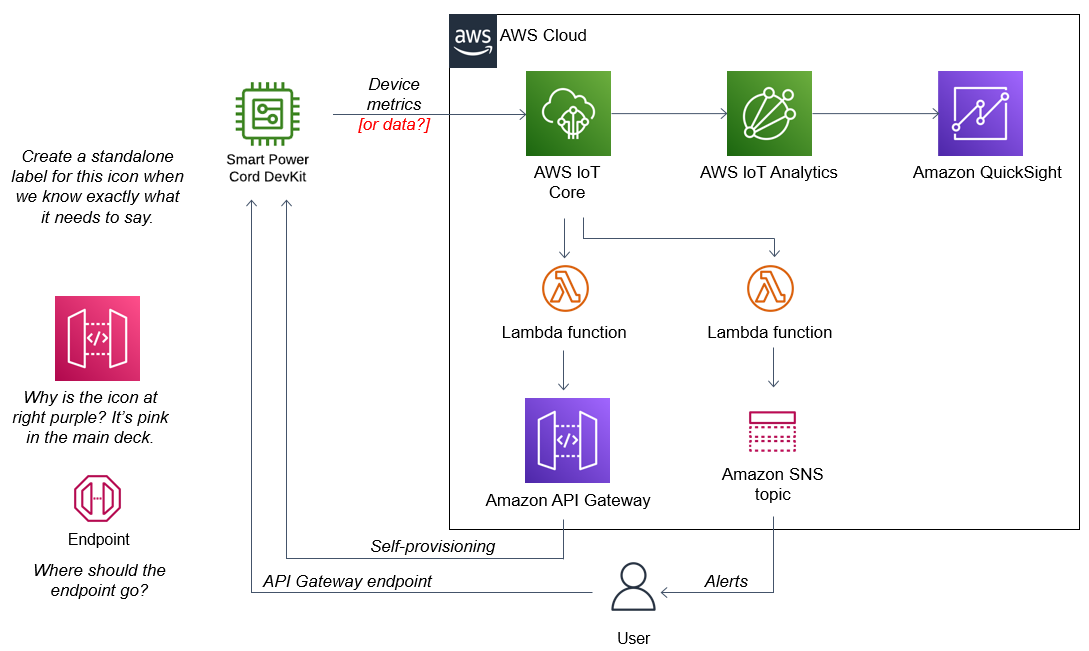 aws
AWS Cloud
Device
metrics
[or data?]
Smart Power
Cord DevKit
AWS IoT
Core
AWS IoT Analytics
Amazon QuickSight
Create a standalone
label for this icon when
we know exactly what
it needs to say.
Lambda function
Lambda function
</>
Why is the icon at
right purple? It's pink
in the main deck.
</>
Amazon API Gateway
Amazon SNS
topic
Endpoint
Where should the
endpoint go?
Self-provisioning
API Gateway endpoint
Alerts
User